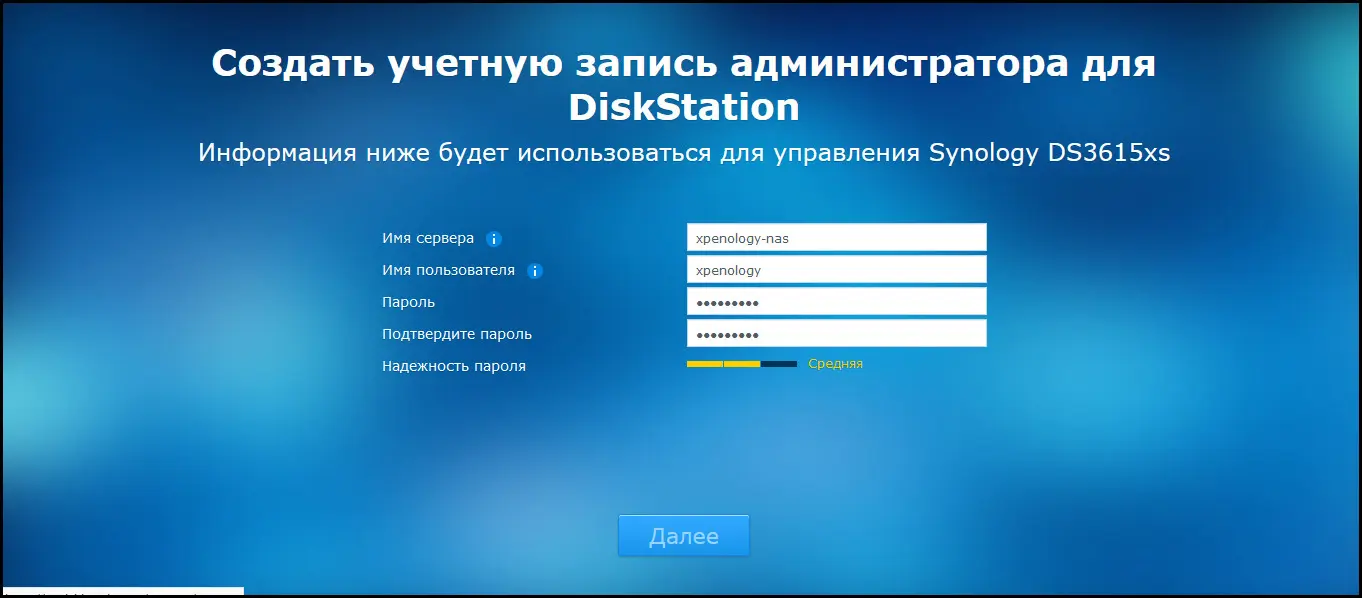 Создать учетную запись администратора для
DiskStation
Информация ниже будет использоваться для управления Synology DS3615xs
Имя сервера i xpenology-nas
Имя пользователя i xpenology
Пароль •••••••••
Подтвердите пароль •••••••••
Надежность пароля Средняя
Далее